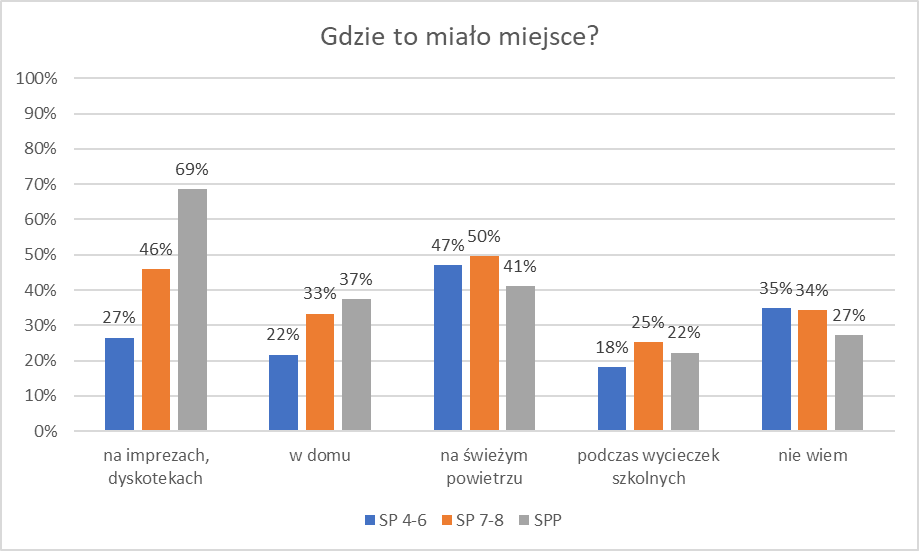 Gdzie to miało miejsce?
100%
90%
80%
70%
60%
50%
40%
30%
20%
10%
0%
27%
46%
69%
22%
33%
37%
47%
50%
41%
18%
25%
22%
35%
34%
27%
na imprezach,
dyskotekach
w domu
na świeżym
powietrzu
podczas wycieczek
szkolnych
nie wiem
SP 4-6
SP 7-8
SPP